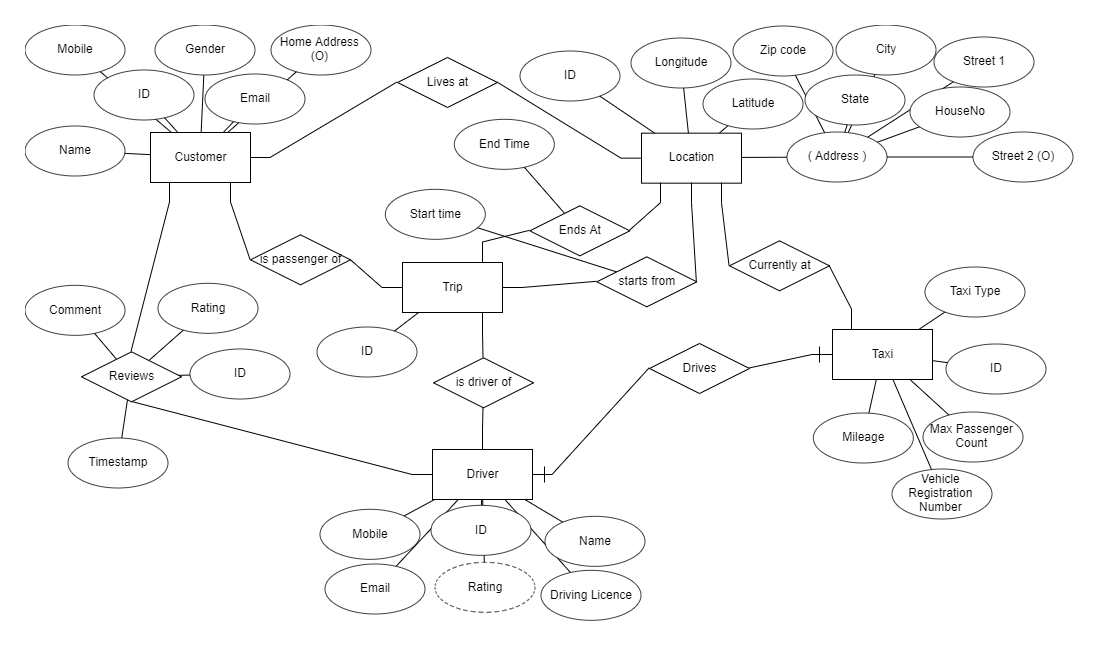 Mobile
Gender
Home Address
(O)
Zip code
City
Street 1
Longitude
Lives at
ID
ID
Email
Latitude
State
HouseNo
Name
Customer
End Time
Location
( Address )
Street 2 (O)
Start time
Ends At
is passenger of
Currently at
Trip
starts from
Taxi Type
Comment
Rating
ID
Taxi
ID
Reviews
ID
is driver of
Drives
Mileage
Max Passenger
Count
Timestamp
Driver
Vehicle
Registration
Number
Mobile
ID
Name
Email
Rating
Driving Licence